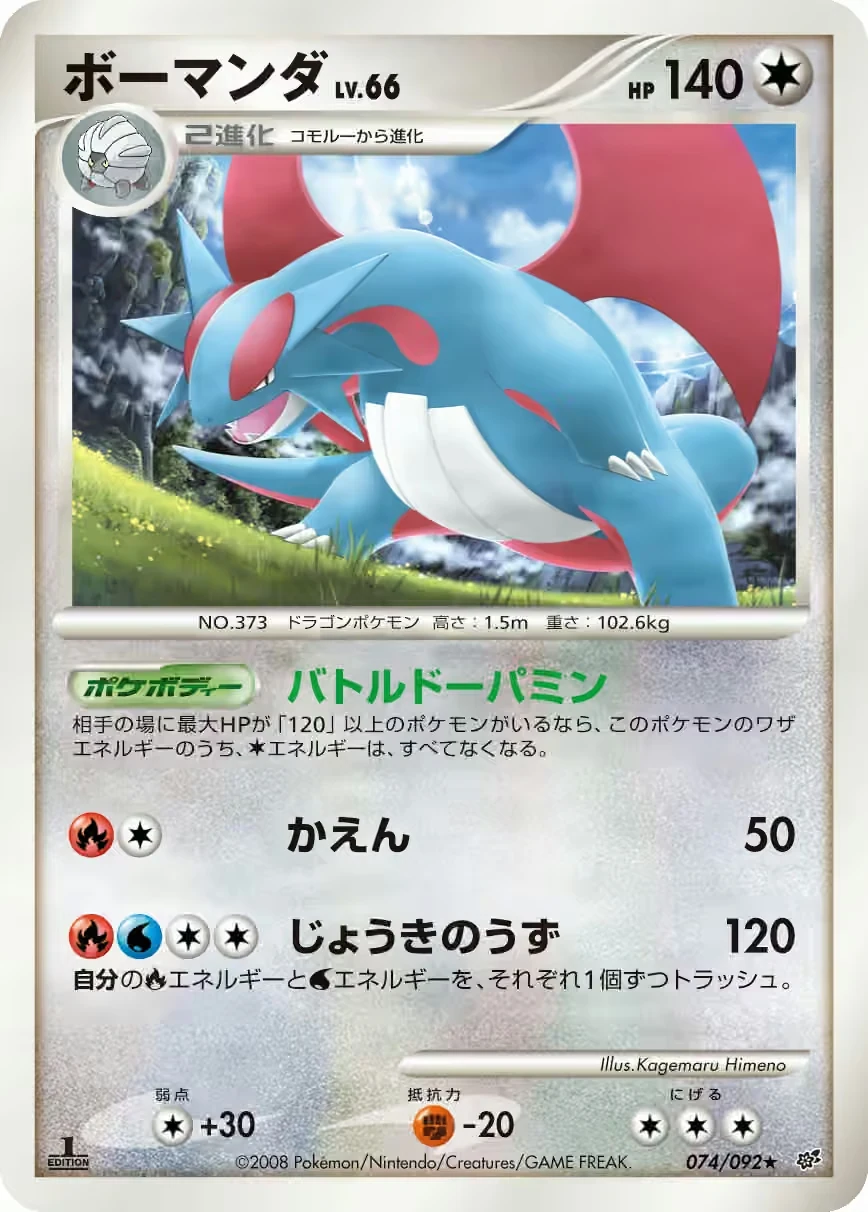 ボーマンダ LV.66 HP 140
2進化 コモルーから進化
NO.373 ドラゴンポケモン 高さ:1.5m 重さ:102.6kg
ポケボディー バトルドーパミン
相手の場に最大HPが「120」以上のポケモンがいるなら、このポケモンのワザ
エネルギーのうち、エネルギーは、すべてなくなる。
かえん 50
じょうきのうず 120
自分のエネルギーとエネルギーを、それぞれ1個ずつトラッシュ。
Illus.Kagemaru Himeno
弱点 抵抗力 にげる
+30 -20
1 EDITION
©2008 Pokémon/Nintendo/Creatures/GAME FREAK. 074/092★